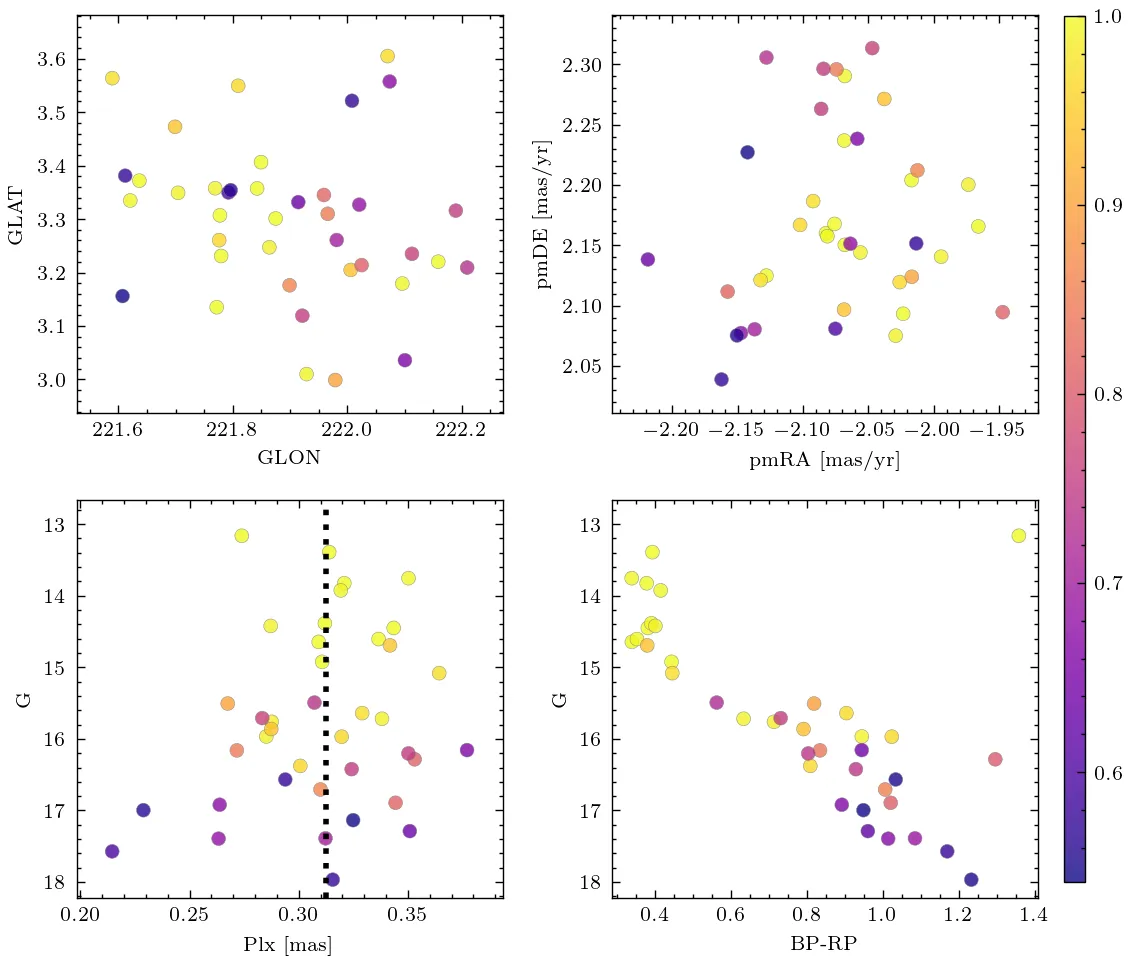 3.6
3.5
3.4
3.3
3.2
3.1
3.0
GLAT
221.6 221.8 222.0 222.2
GLON
2.30
2.25
2.20
2.15
2.10
2.05
pmDE [mas/yr]
−2.20 −2.15 −2.10 −2.05 −2.00 −1.95
pmRA [mas/yr]
1.0
0.9
0.8
0.7
0.6
13
14
15
16
17
18
G
0.20 0.25 0.30 0.35
Plx [mas]
13
14
15
16
17
18
G
0.4 0.6 0.8 1.0 1.2 1.4
BP-RP